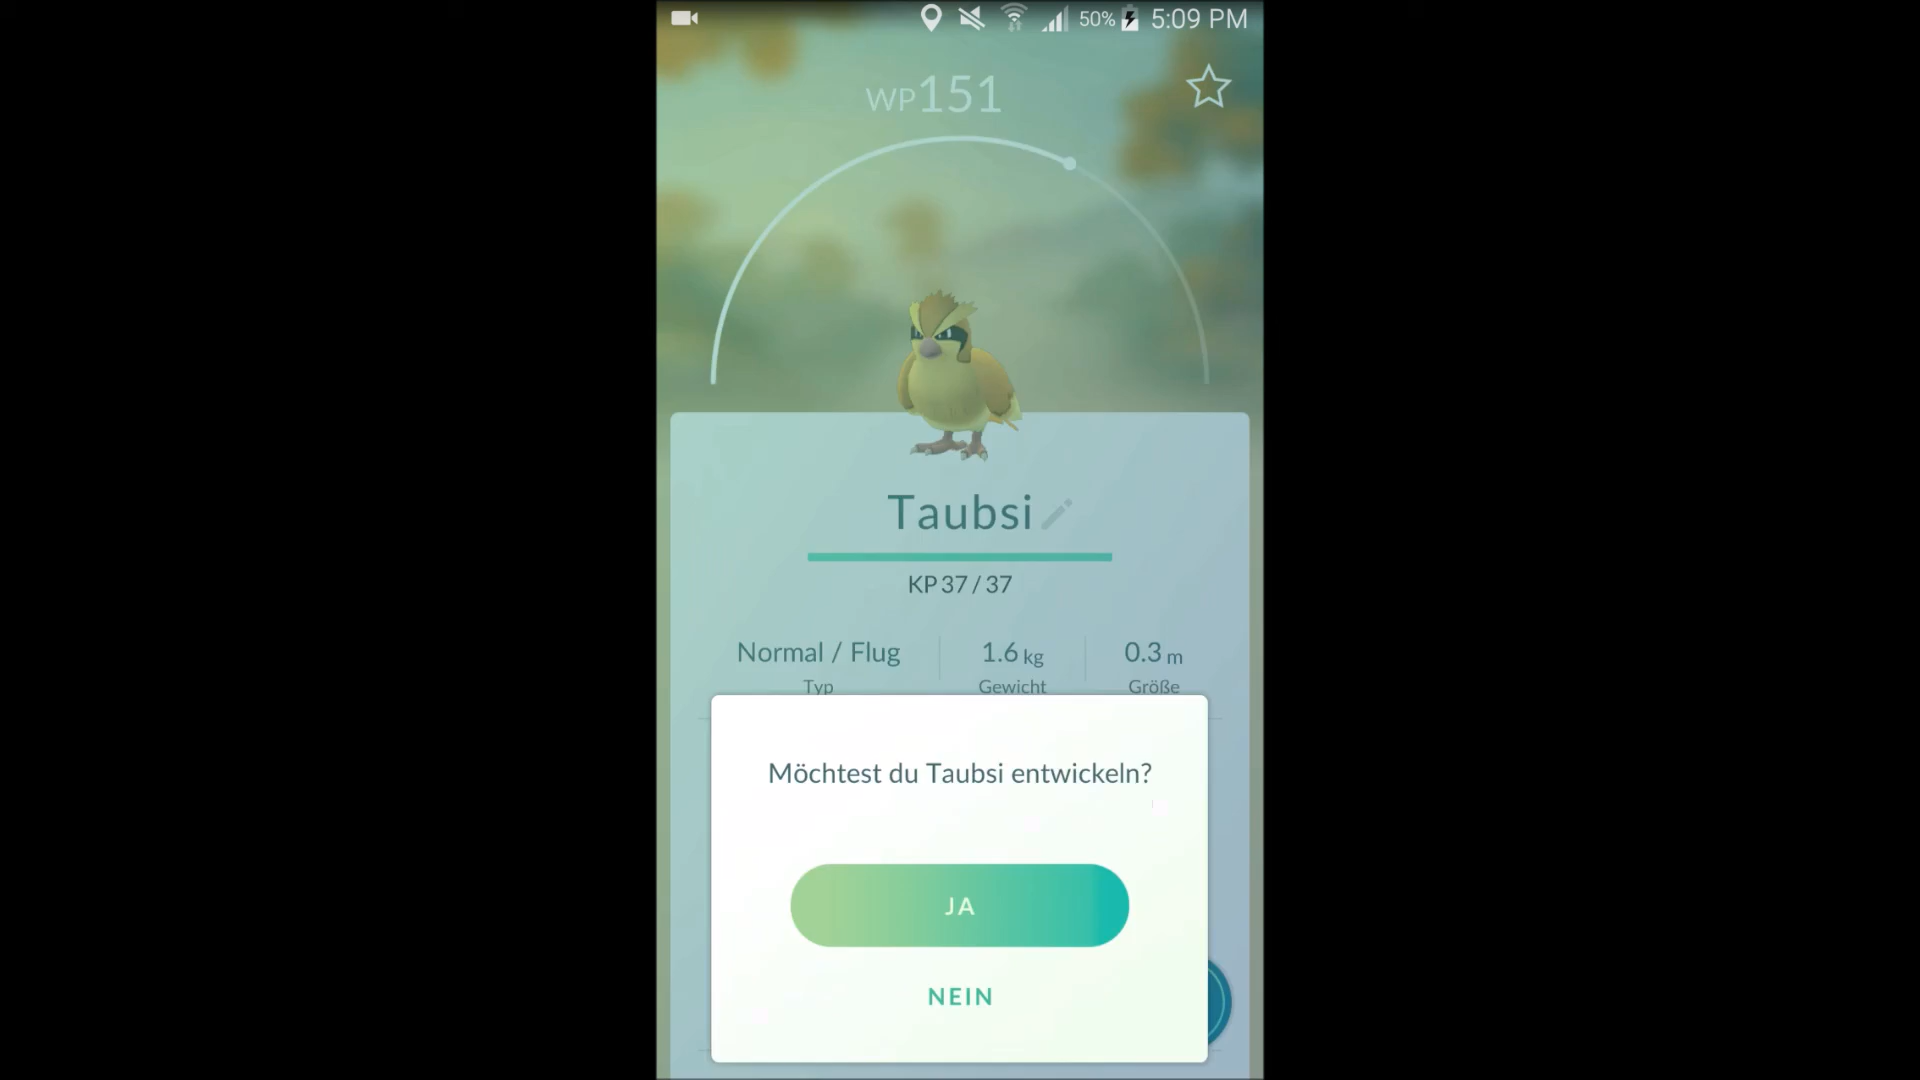 50% 5:09 PM
WP151
Taubsi
KP 37 / 37
Normal / Flug 1.6 kg 0.3 m
Typ Gewicht Größe
Möchtest du Taubsi entwickeln?
JA
NEIN